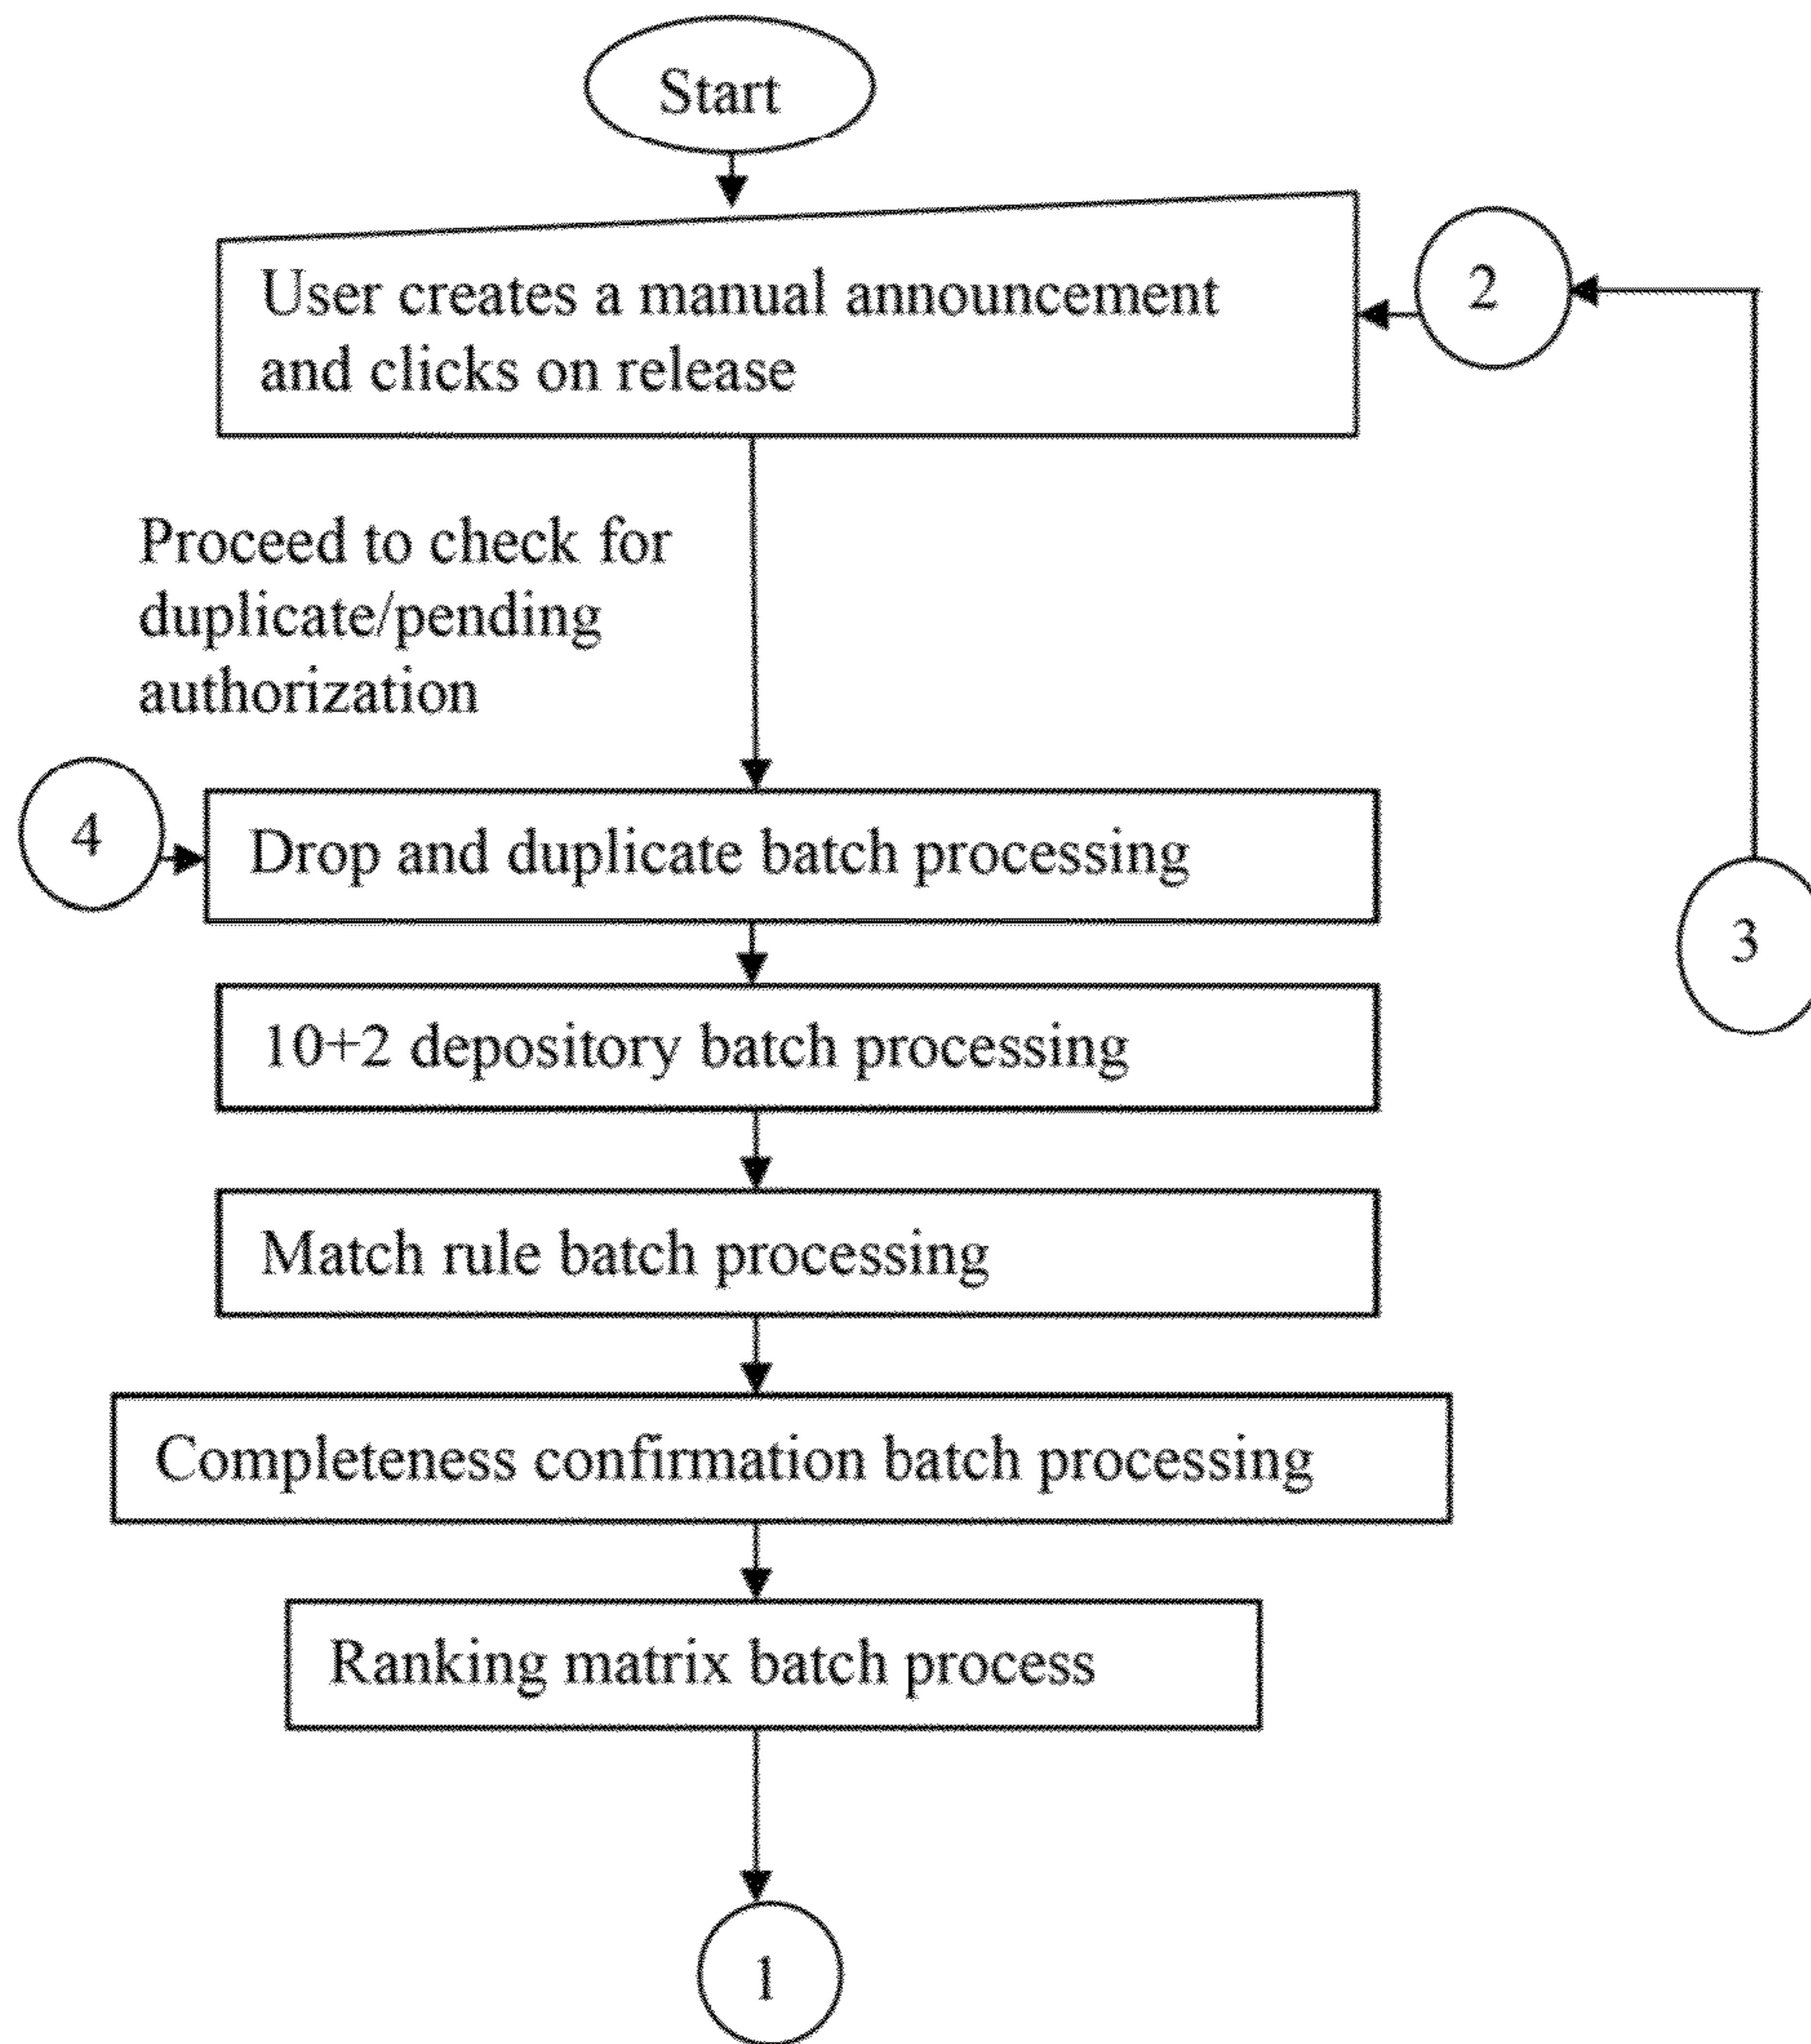 Start
User creates a manual announcement
and clicks on release
2
Proceed to check for
duplicate/pending
authorization
4
Drop and duplicate batch processing
3
10+2 depository batch processing
Match rule batch processing
Completeness confirmation batch processing
Ranking matrix batch process
1